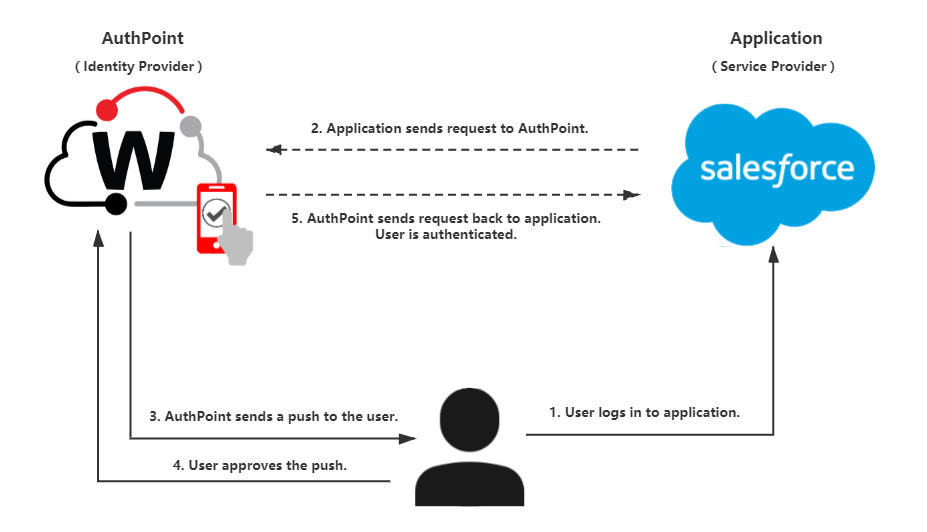 AuthPoint
( Identity Provider )
Application
( Service Provider )
W
salesforce
2. Application sends request to AuthPoint.
5. AuthPoint sends request back to application.
User is authenticated.
3. AuthPoint sends a push to the user.
1. User logs in to application.
4. User approves the push.